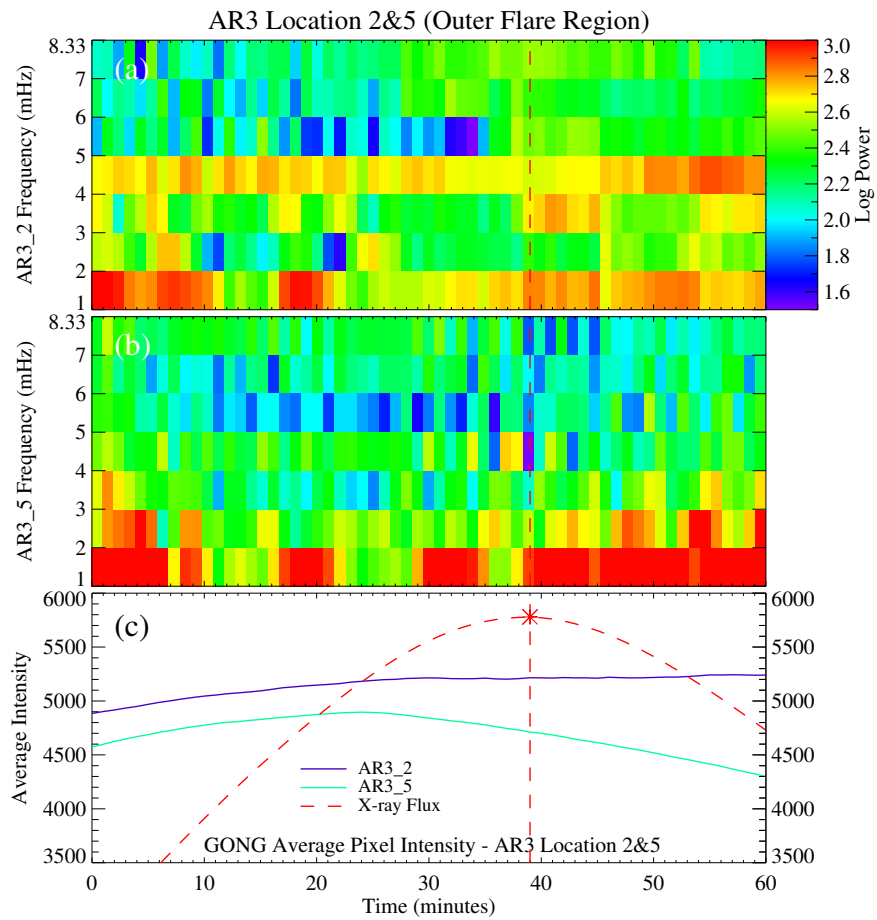 AR3 Location 2&5 (Outer Flare Region)
(a)
AR3_2 Frequency (mHz)
8.33
7
6
5
4
3
2
1
3.0
2.8
2.6
2.4
2.2
2.0
1.8
1.6
Log Power
(b)
AR3_5 Frequency (mHz)
8.33
7
6
5
4
3
2
1
(c)
Average Intensity
6000
5500
5000
4500
4000
3500
6000
5500
5000
4500
4000
3500
AR3_2
AR3_5
X-ray Flux
GONG Average Pixel Intensity - AR3 Location 2&5
0 10 20 30 40 50 60
Time (minutes)